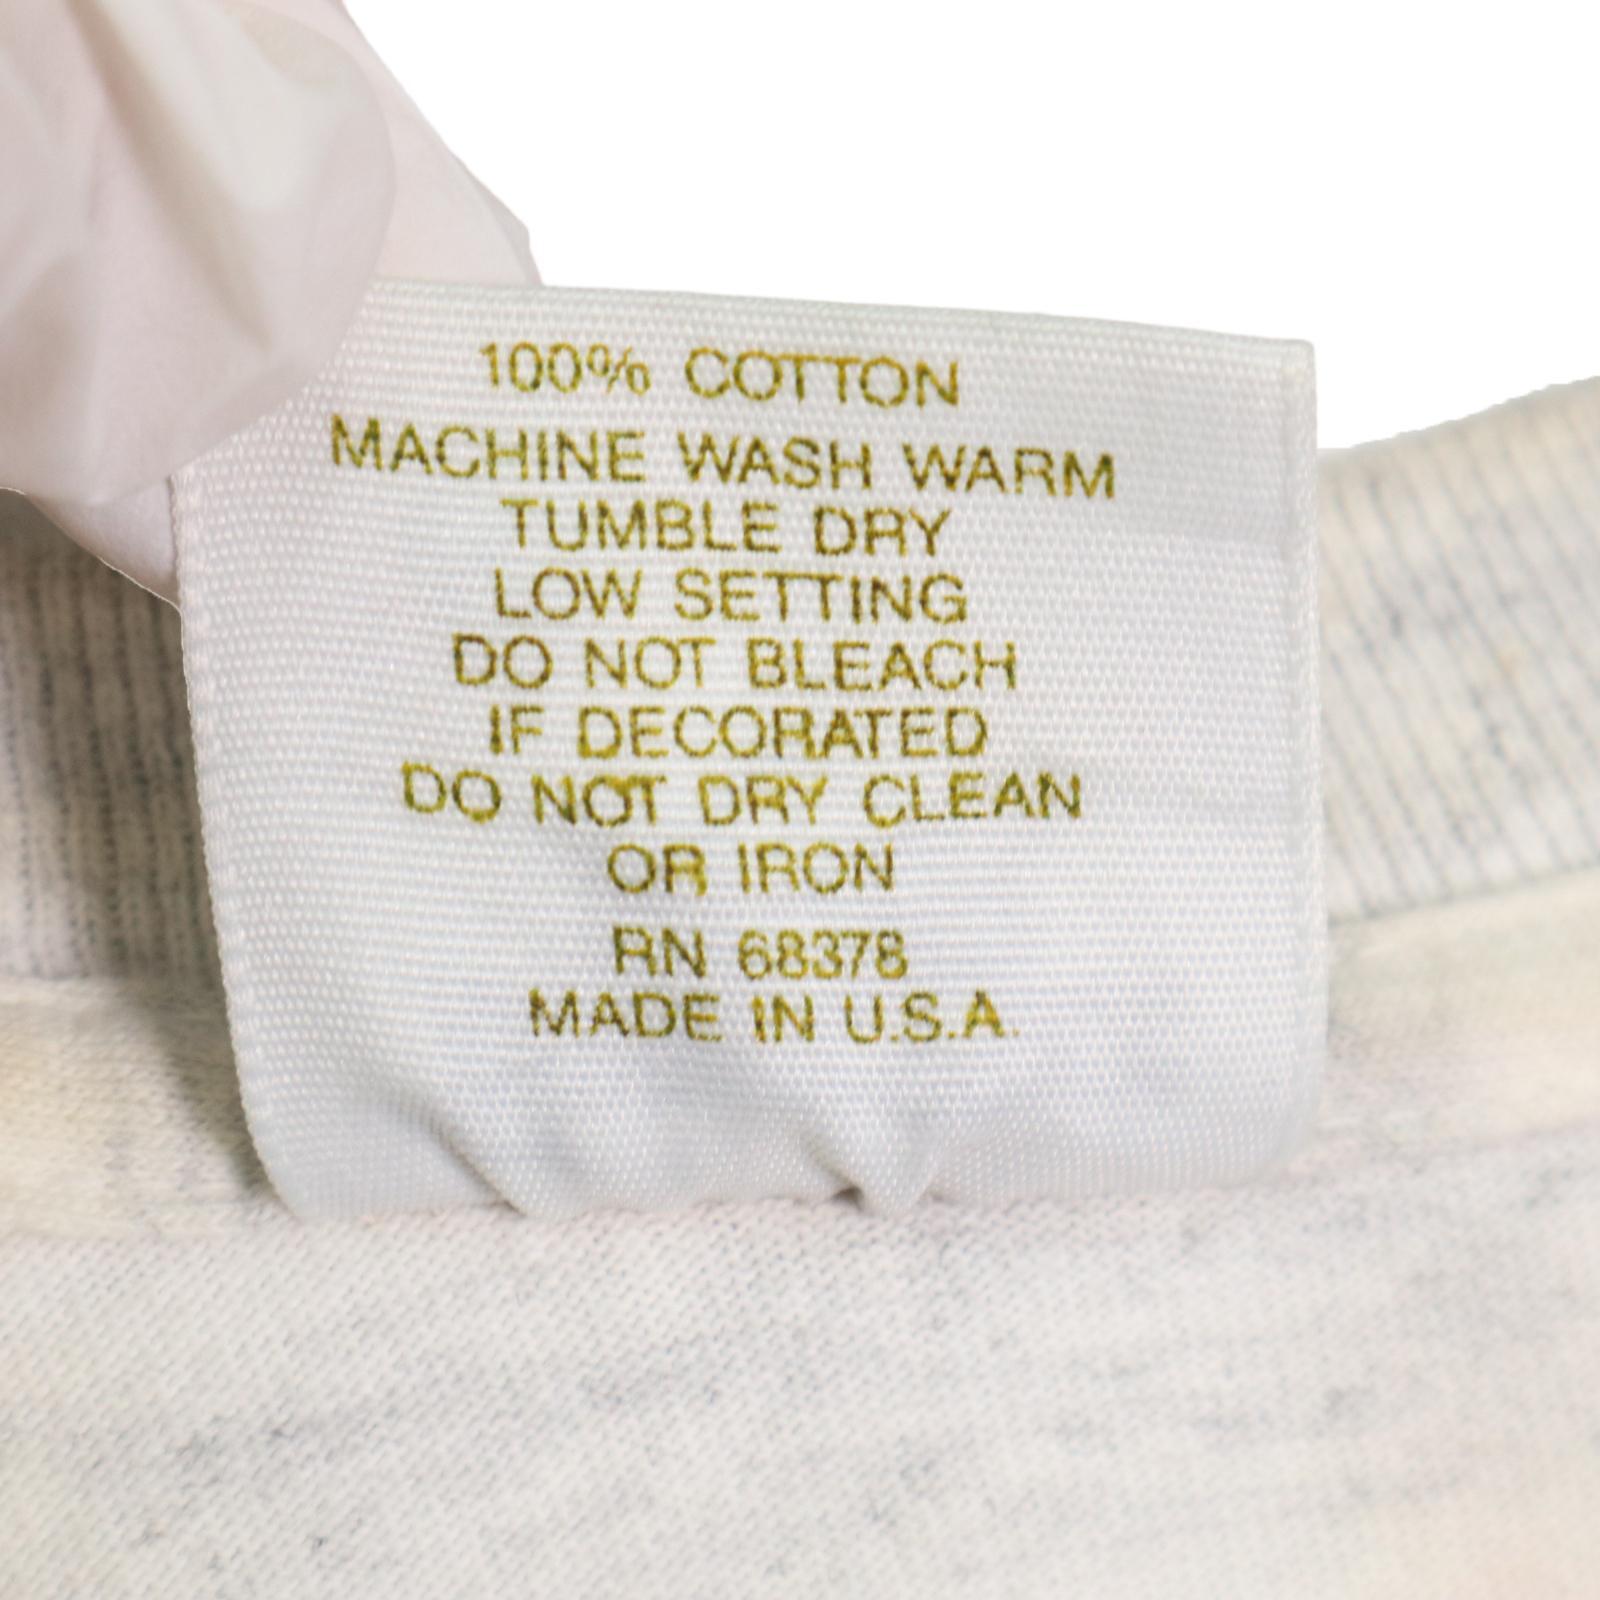 100% COTTON
MACHINE WASH WARM
TUMBLE DRY
LOW SETTING
DO NOT BLEACH
IF DECORATED
DO NOT DRY CLEAN
OR IRON
RN 68378
MADE IN U.S.A.